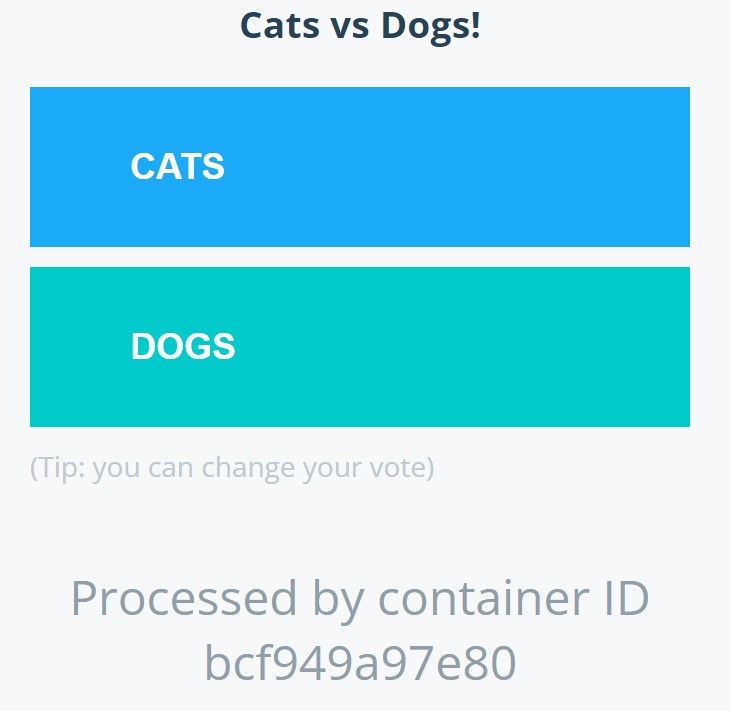 Cats vs Dogs!
CATS
DOGS
(Tip: you can change your vote)
Processed by container ID
bcf949a97e80